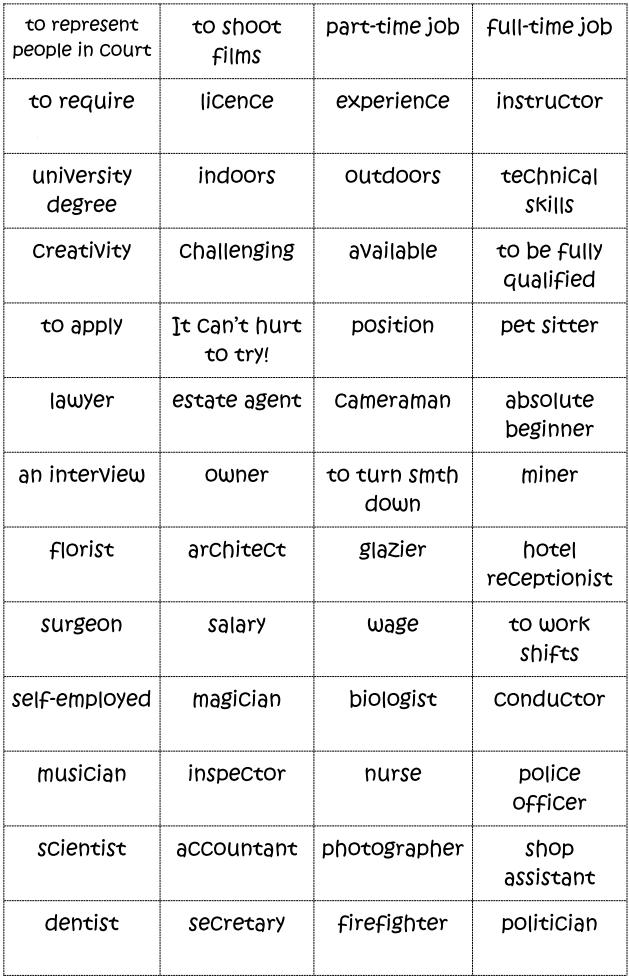 to represent
people in court
to shoot
films
part-time job
full-time job
to require
licence
experience
instructor
university
degree
indoors
outdoors
technical
skills
creativity
challenging
available
to be fully
qualified
to apply
It can't hurt
to try!
position
pet sitter
lawyer
estate agent
cameraman
absolute
beginner
an interview
owner
to turn smth
down
miner
florist
architect
glazier
hotel
receptionist
surgeon
salary
wage
to work
shifts
self-employed
magician
biologist
conductor
musician
inspector
nurse
police
officer
scientist
accountant
photographer
shop
assistant
dentist
secretary
firefighter
politician